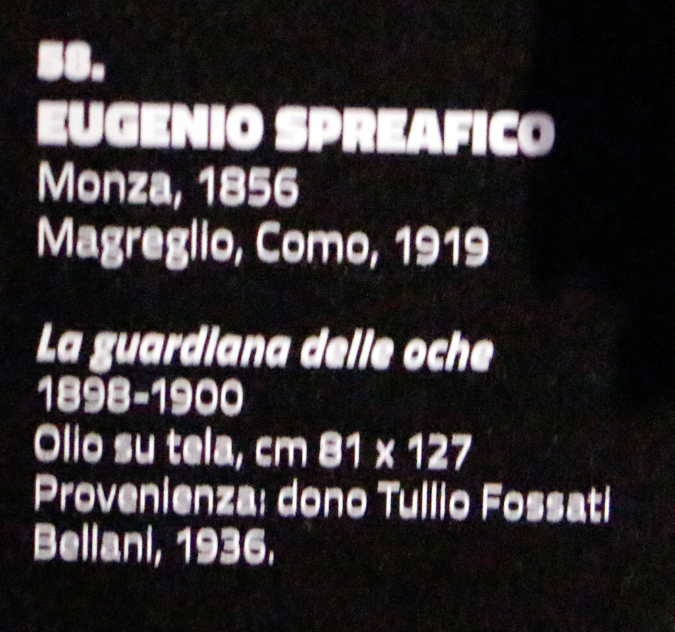 58.
EUGENIO SPREAFICO
Monza, 1856
Magreglio, Como, 1919
La guardiana delle oche
1898-1900
Olio su tela, cm 81 x 127
Provenienza: dono Tullio Fossati
Bellani, 1936.